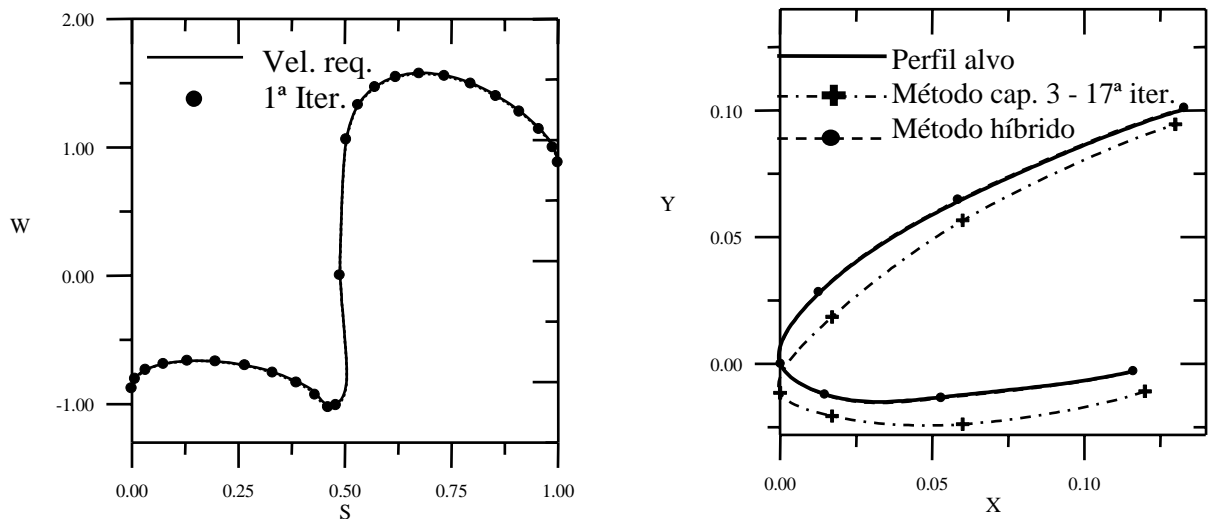 2.00
Vel. req.
1ª Iter.
1.00
W
0.00
-1.00
0.00 0.25 0.50 0.75 1.00
S
Perfil alvo
Método cap. 3 - 17ª iter.
Método híbrido
0.10
Y
0.05
0.00
0.00 0.05 0.10
X